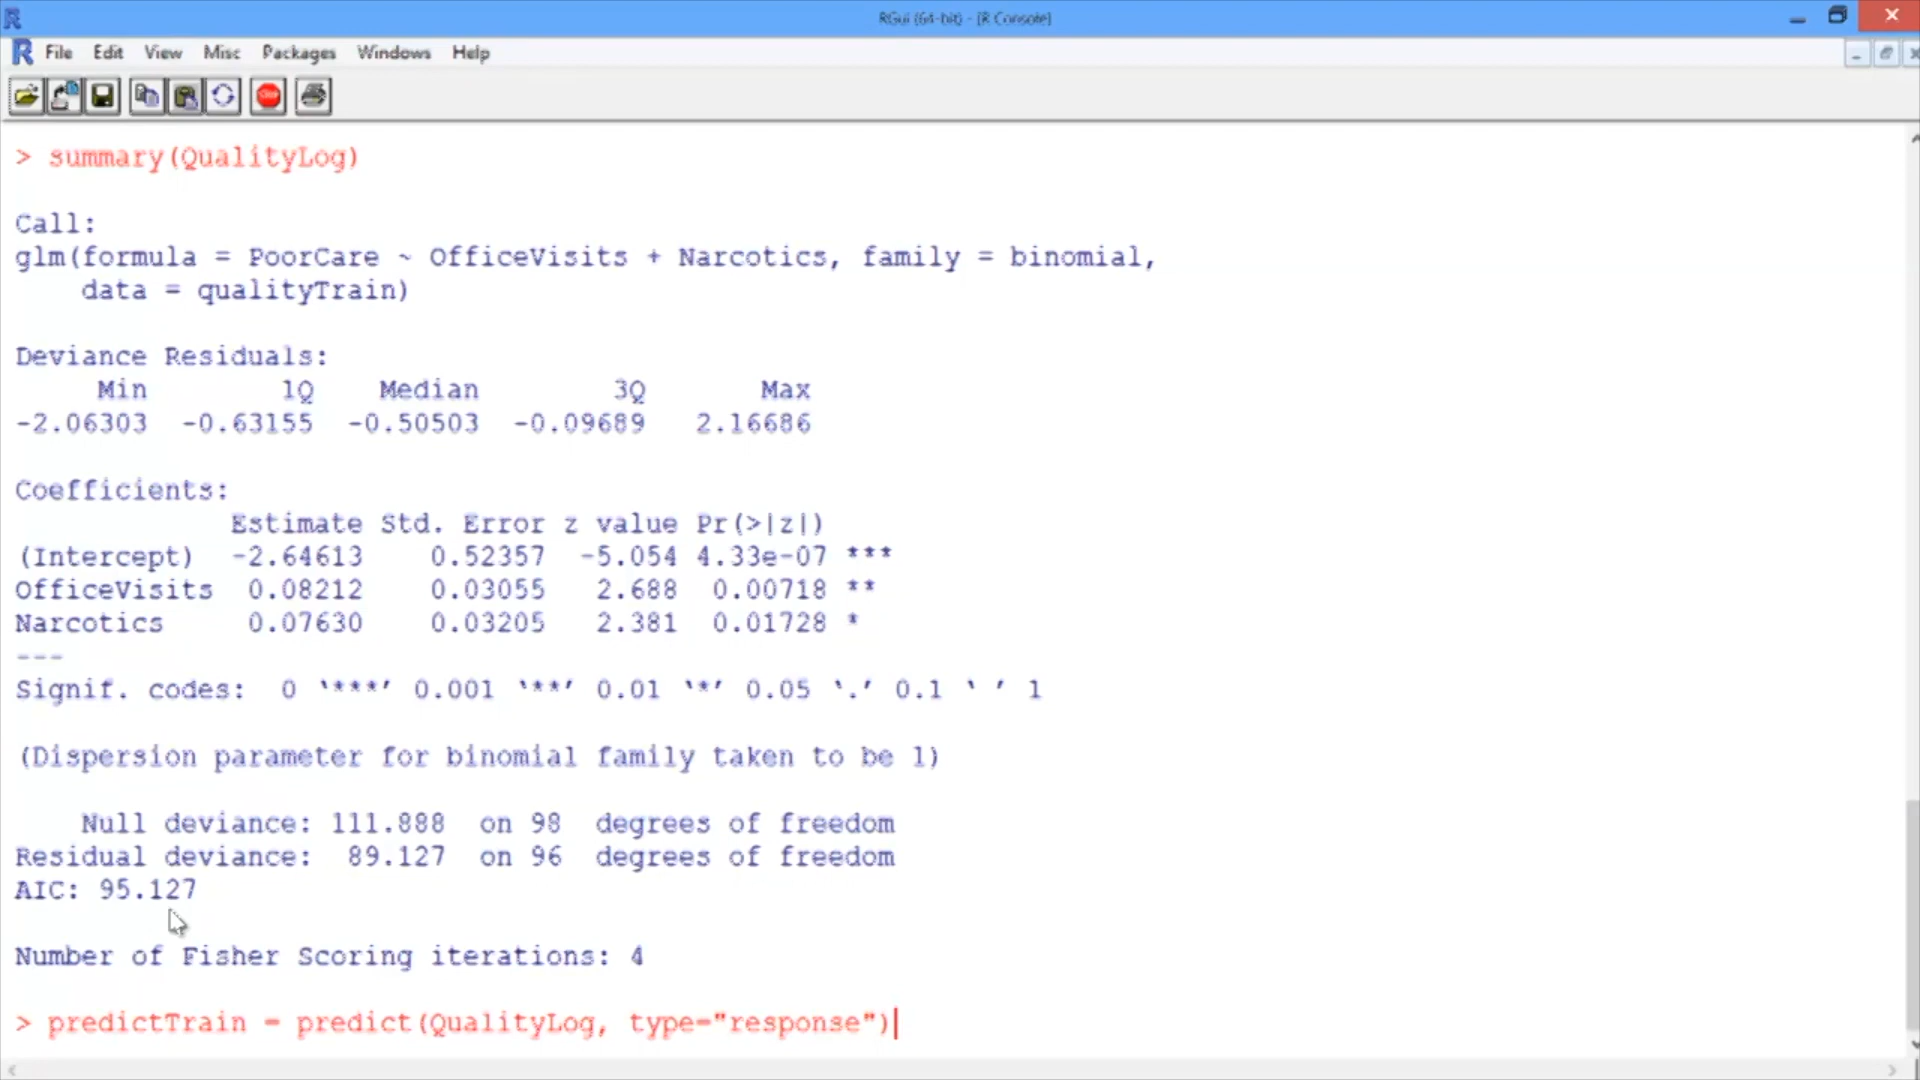 RGui (64-bit) - [R Console]
File Edit View Misc Packages Windows Help
STOP
> summary(QualityLog)
Call:
glm(formula = PoorCare ~ OfficeVisits + Narcotics, family = binomial,
    data = qualityTrain)
Deviance Residuals:
     Min       1Q   Median       3Q      Max
-2.06303 -0.63155 -0.50503 -0.09689  2.16686
Coefficients:
             Estimate Std. Error z value Pr(>|z|)
(Intercept)  -2.64613    0.52357  -5.054 4.33e-07 ***
OfficeVisits  0.08212    0.03055   2.688  0.00718 **
Narcotics     0.07630    0.03205   2.381  0.01728 *
---
Signif. codes:  0 ‘***’ 0.001 ‘**’ 0.01 ‘*’ 0.05 ‘.’ 0.1 ‘ ’ 1
(Dispersion parameter for binomial family taken to be 1)
    Null deviance: 111.888  on 98  degrees of freedom
Residual deviance:  89.127  on 96  degrees of freedom
AIC: 95.127
Number of Fisher Scoring iterations: 4
> predictTrain = predict(QualityLog, type="response")